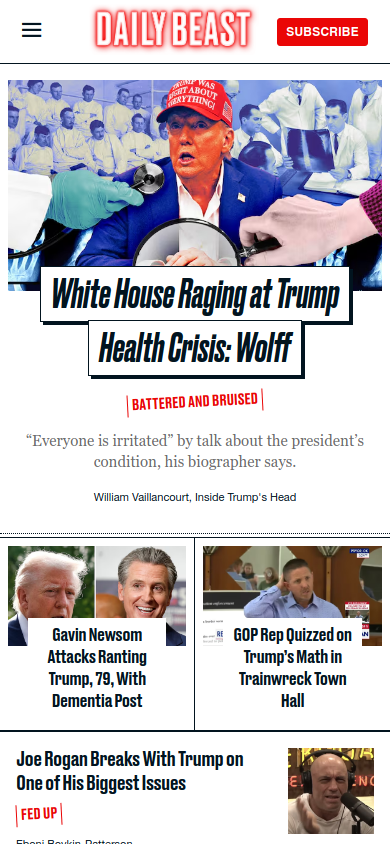 DAILY BEAST
SUBSCRIBE
TRUMP WAS
RIGHT ABOUT
EVERYTHING!
White House Raging at Trump
Health Crisis: Wolff
BATTERED AND BRUISED
“Everyone is irritated” by talk about the president’s
condition, his biographer says.
William Vaillancourt, Inside Trump's Head
Gavin Newsom
Attacks Ranting
Trump, 79, With
Dementia Post
GOP Rep Quizzed on
Trump’s Math in
Trainwreck Town
Hall
Joe Rogan Breaks With Trump on
One of His Biggest Issues
FED UP
Eboni Boykin-Patterson